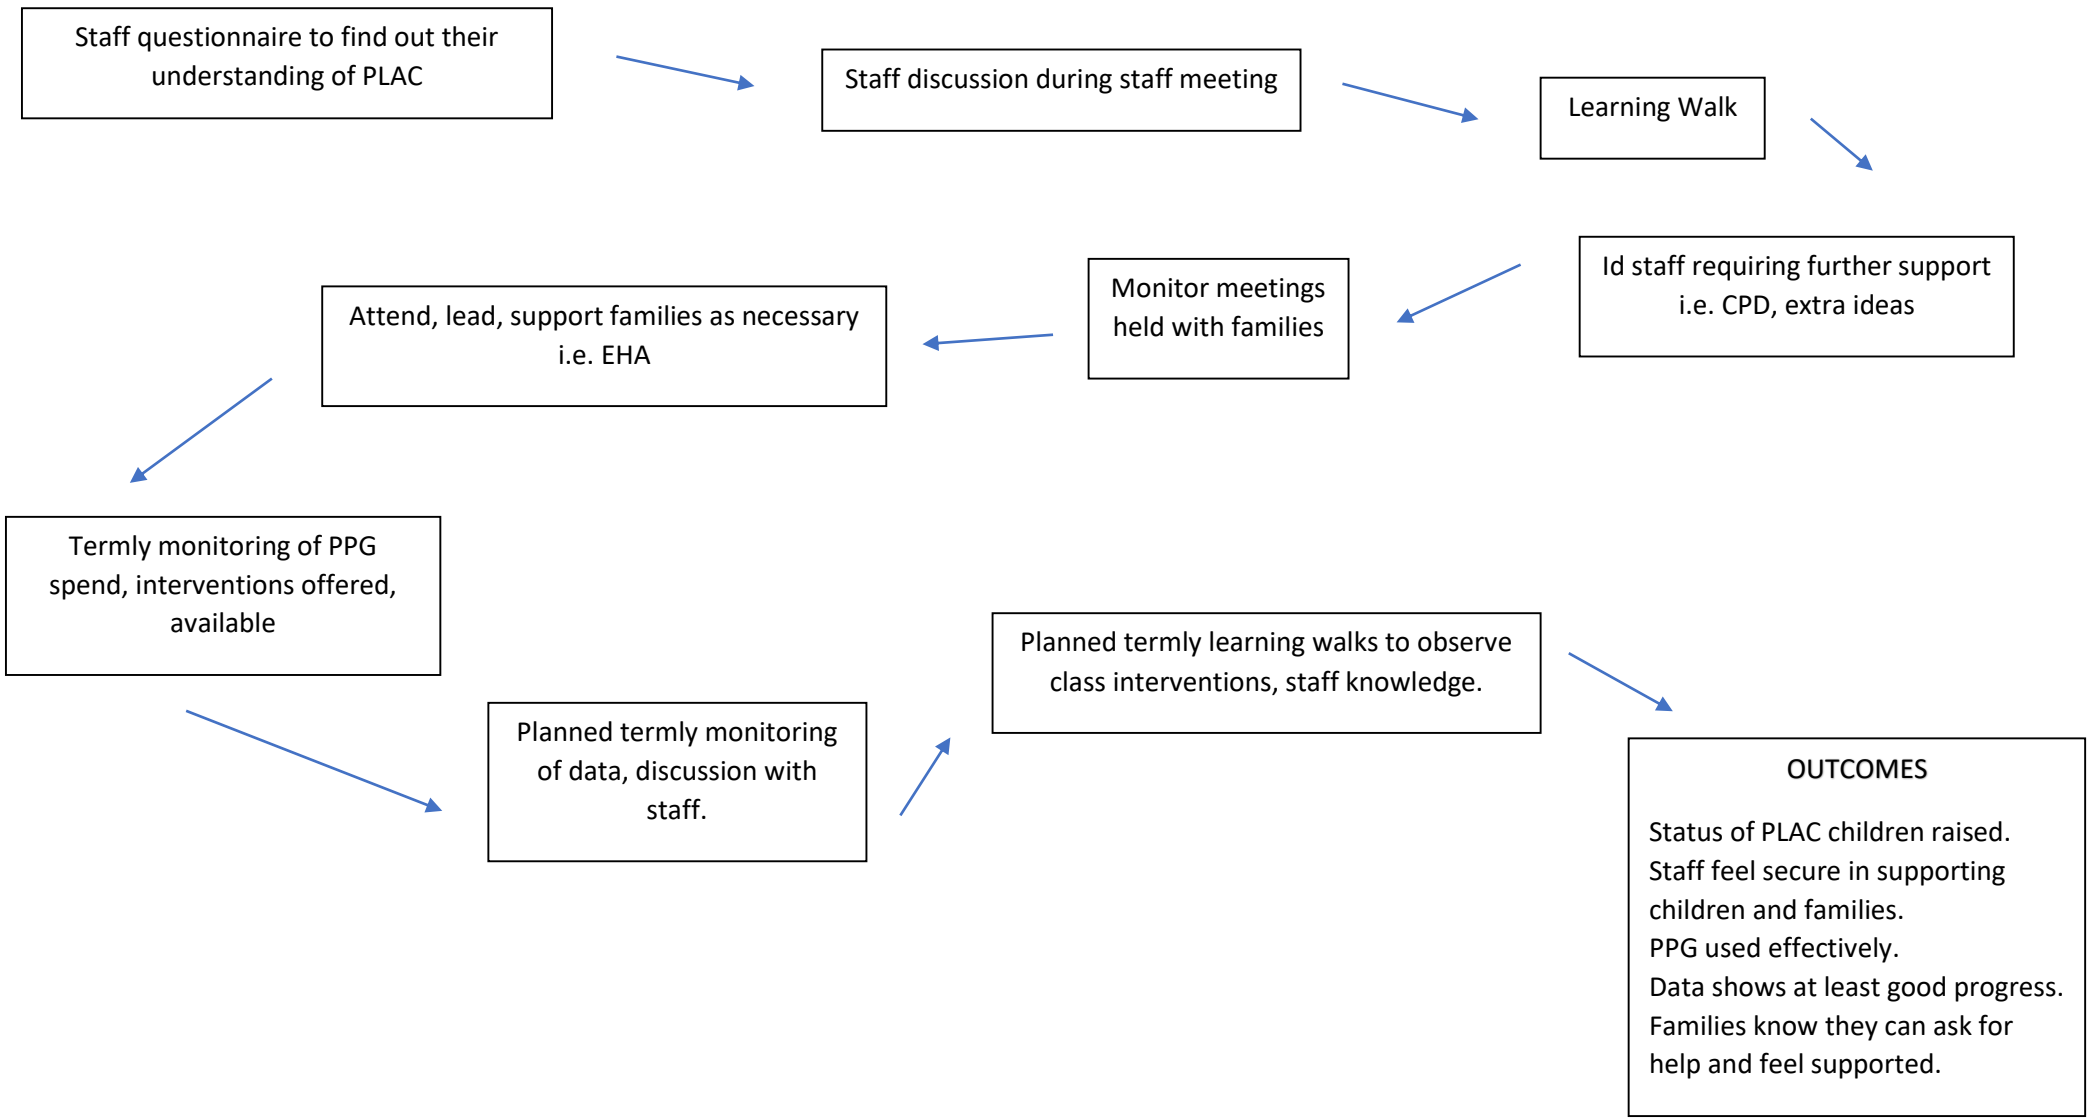 Staff questionnaire to find out their
understanding of PLAC
Staff discussion during staff meeting
Learning Walk
Id staff requiring further support
i.e. CPD, extra ideas
Monitor meetings
held with families
Attend, lead, support families as necessary
i.e. EHA
Termly monitoring of PPG
spend, interventions offered,
available
Planned termly monitoring
of data, discussion with
staff.
Planned termly learning walks to observe
class interventions, staff knowledge.
OUTCOMES
Status of PLAC children raised.
Staff feel secure in supporting
children and families.
PPG used effectively.
Data shows at least good progress.
Families know they can ask for
help and feel supported.